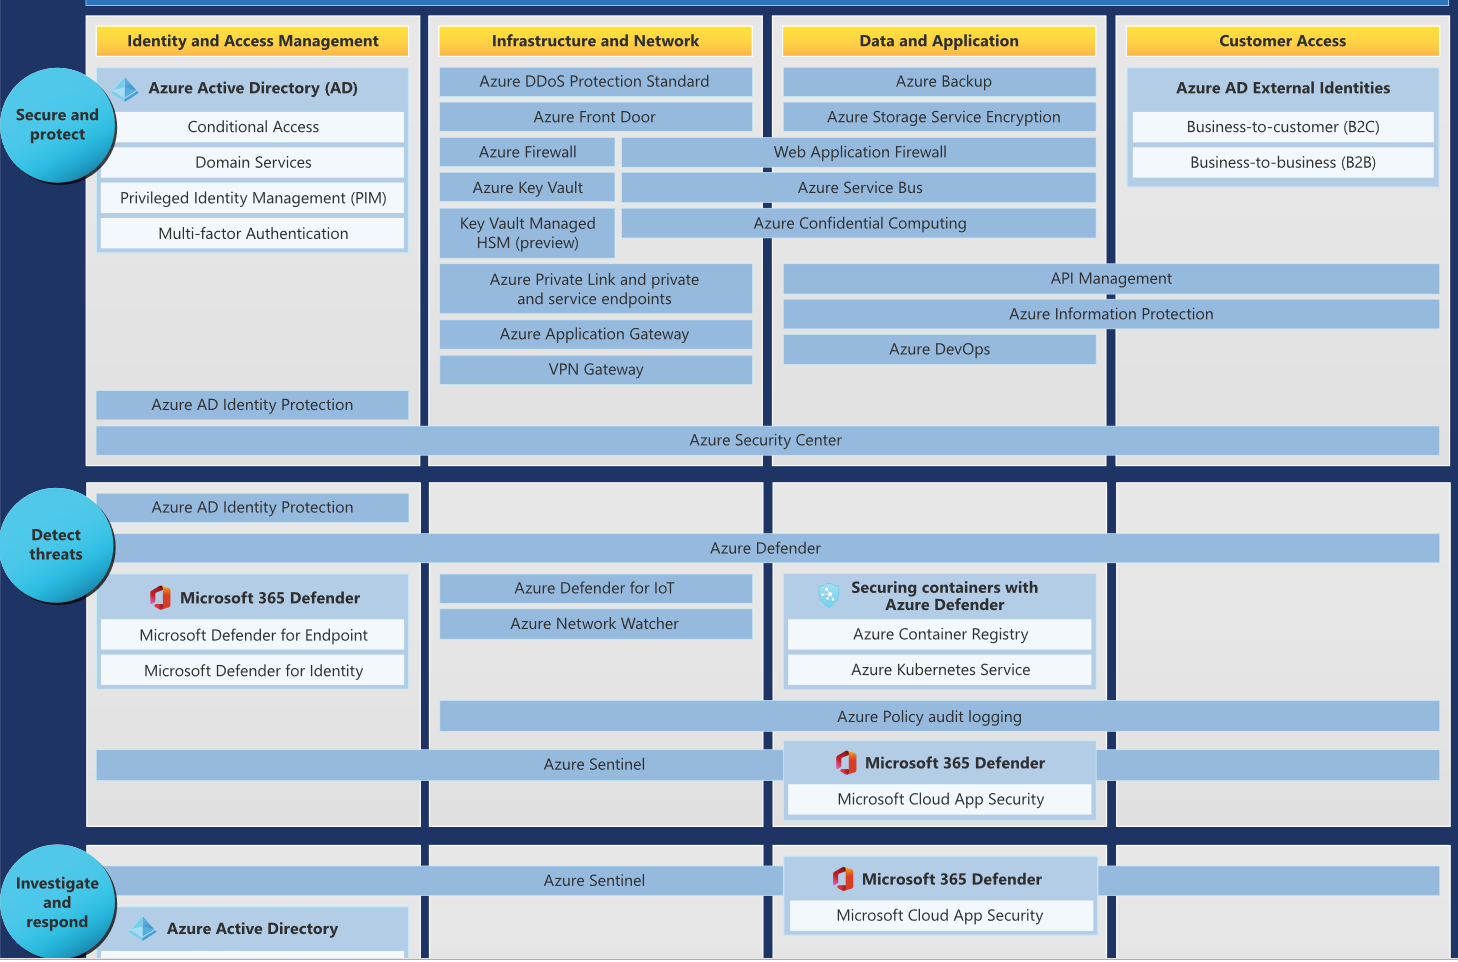 Identity and Access Management
Infrastructure and Network
Data and Application
Customer Access
Secure and
protect
Azure Active Directory (AD)
Conditional Access
Domain Services
Privileged Identity Management (PIM)
Multi-factor Authentication
Azure DDoS Protection Standard
Azure Front Door
Azure Firewall
Azure Key Vault
Key Vault Managed
HSM (preview)
Azure Private Link and private
and service endpoints
Azure Application Gateway
VPN Gateway
Azure Backup
Azure Storage Service Encryption
Web Application Firewall
Azure Service Bus
Azure Confidential Computing
API Management
Azure Information Protection
Azure DevOps
Azure AD External Identities
Business-to-customer (B2C)
Business-to-business (B2B)
Azure AD Identity Protection
Azure Security Center
Detect
threats
Azure AD Identity Protection
Azure Defender
Microsoft 365 Defender
Microsoft Defender for Endpoint
Microsoft Defender for Identity
Azure Defender for IoT
Azure Network Watcher
Securing containers with
Azure Defender
Azure Container Registry
Azure Kubernetes Service
Azure Policy audit logging
Azure Sentinel
Microsoft 365 Defender
Microsoft Cloud App Security
Investigate
and
respond
Azure Sentinel
Microsoft 365 Defender
Microsoft Cloud App Security
Azure Active Directory